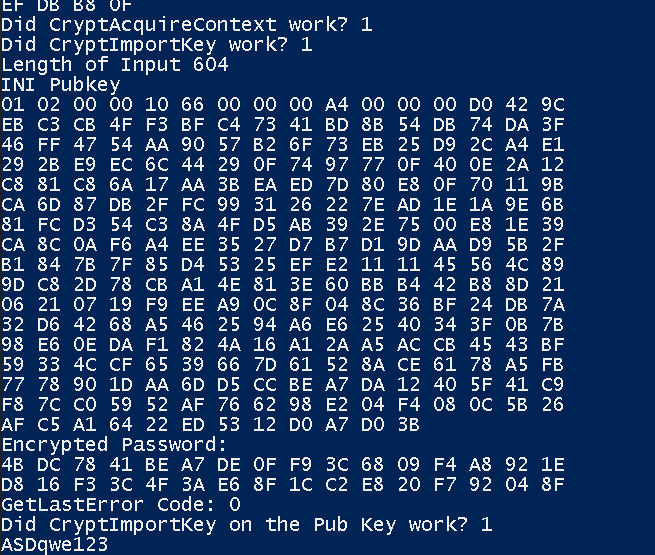 EF DB B8 0F
Did CryptAcquireContext work? 1
Did CryptImportKey work? 1
Length of Input 604
INI Pubkey
01 02 00 00 10 66 00 00 00 A4 00 00 00 D0 42 9C
EB C3 CB 4F F3 BF C4 73 41 BD 8B 54 DB 74 DA 3F
46 FF 47 54 AA 90 57 B2 6F 73 EB 25 D9 2C A4 E1
29 2B E9 EC 6C 44 29 0F 74 97 77 0F 40 0E 2A 12
C8 81 C8 6A 17 AA 3B EA ED 7D 80 E8 0F 70 11 9B
CA 6D 87 DB 2F FC 99 31 26 22 7E AD 1E 1A 9E 6B
81 FC D3 54 C3 8A 4F D5 AB 39 2E 75 00 E8 1E 39
CA 8C 0A F6 A4 EE 35 27 D7 B7 D1 9D AA D9 5B 2F
B1 84 7B 7F 85 D4 53 25 EF E2 11 11 45 56 4C 89
9D C8 2D 78 CB A1 4E 81 3E 60 BB B4 42 B8 8D 21
06 21 07 19 F9 EE A9 0C 8F 04 8C 36 BF 24 DB 7A
32 D6 42 68 A5 46 25 94 A6 E6 25 40 34 3F 0B 7B
98 E6 0E DA F1 82 4A 16 A1 2A A5 AC CB 45 43 BF
59 33 4C CF 65 39 66 7D 61 52 8A CE 61 78 A5 FB
77 78 90 1D AA 6D D5 CC BE A7 DA 12 40 5F 41 C9
F8 7C C0 59 52 AF 76 62 98 E2 04 F4 08 0C 5B 26
AF C5 A1 64 22 ED 53 12 D0 A7 D0 3B
Encrypted Password:
4B DC 78 41 BE A7 DE 0F F9 3C 68 09 F4 A8 92 1E
D8 16 F3 3C 4F 3A E6 8F 1C C2 E8 20 F7 92 04 8F
GetLastError Code: 0
Did CryptImportKey on the Pub Key work? 1
ASDqwe123